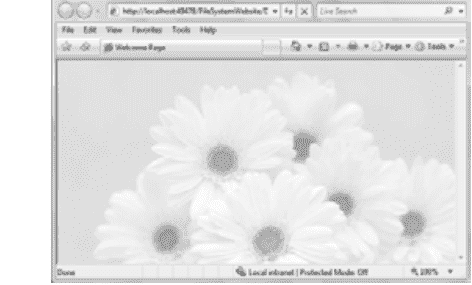 http://localhost:49478/FileSystemWebsite/D Live Search
File Edit View Favorites Tools Help
Welcome Page Page Tools
Done Local intranet | Protected Mode: Off 100%